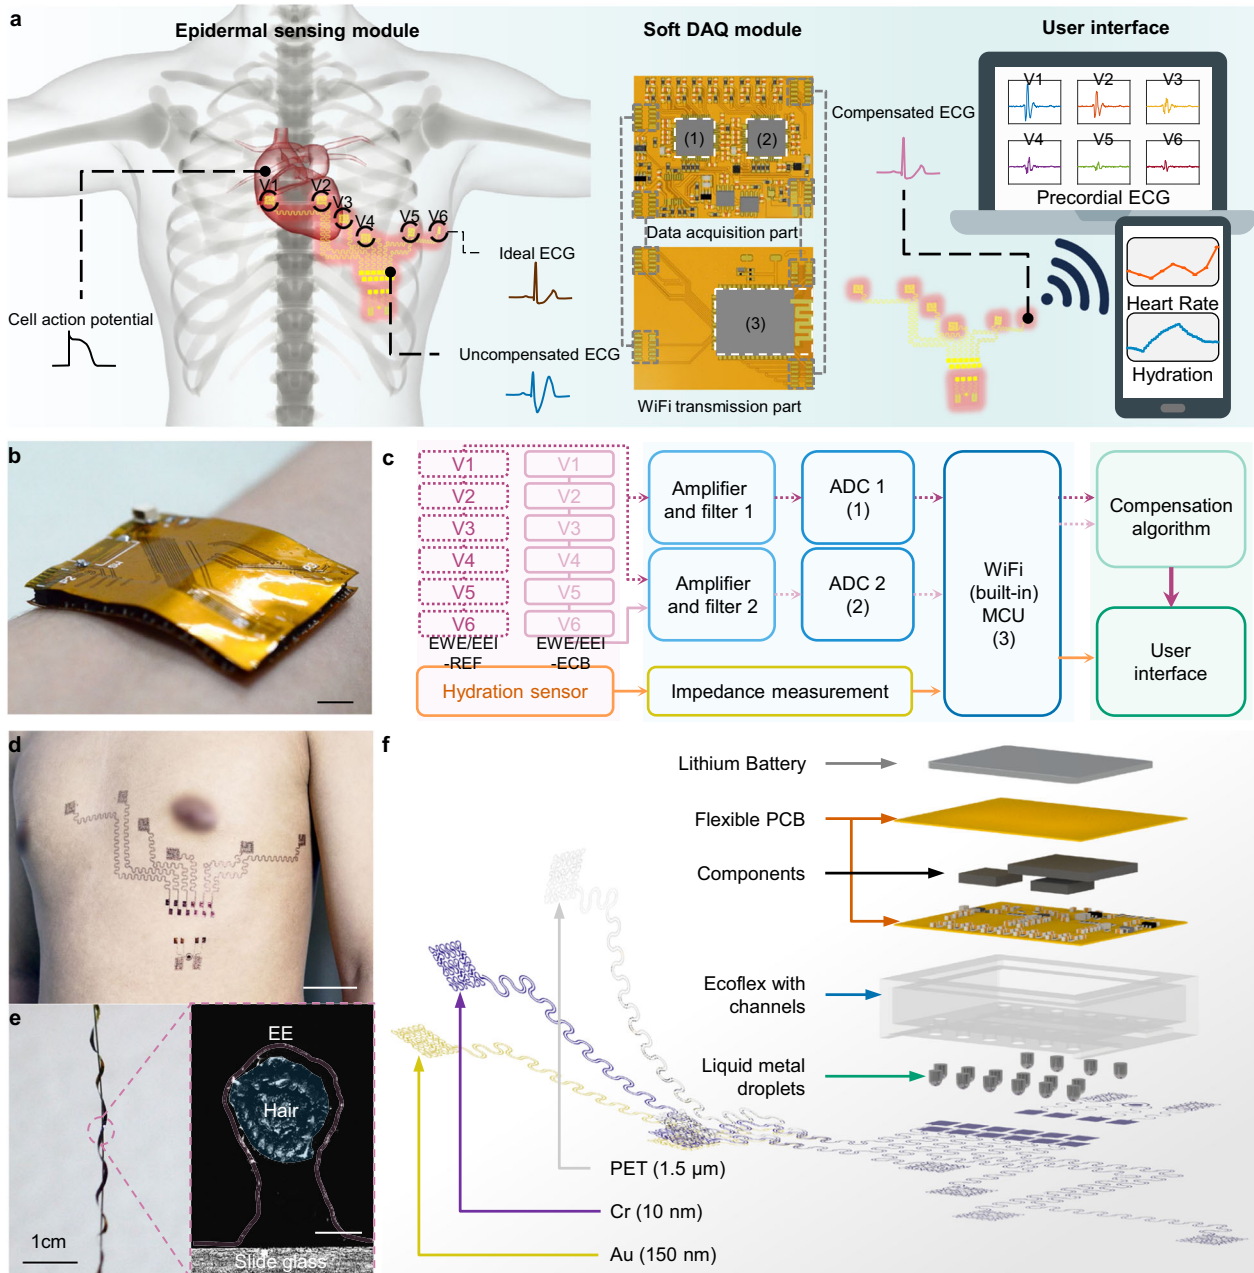 a
Epidermal sensing module
Soft DAQ module
User interface
V1
V2
V3
V4
V5
V6
Cell action potential
Ideal ECG
Uncompensated ECG
(1)
(2)
Data acquisition part
(3)
WiFi transmission part
Compensated ECG
V1
V2
V3
V4
V5
V6
Precordial ECG
Heart Rate
Hydration
b
c
V1
V2
V3
V4
V5
V6
EWE/EEI
-REF
V1
V2
V3
V4
V5
V6
EWE/EEI
-ECB
Hydration sensor
Amplifier
and filter 1
Amplifier
and filter 2
Impedance measurement
ADC 1
(1)
ADC 2
(2)
WiFi
(built-in)
MCU
(3)
Compensation
algorithm
User
interface
d
e
1cm
EE
Hair
Slide glass
f
Lithium Battery
Flexible PCB
Components
Ecoflex with
channels
Liquid metal
droplets
PET (1.5 μm)
Cr (10 nm)
Au (150 nm)